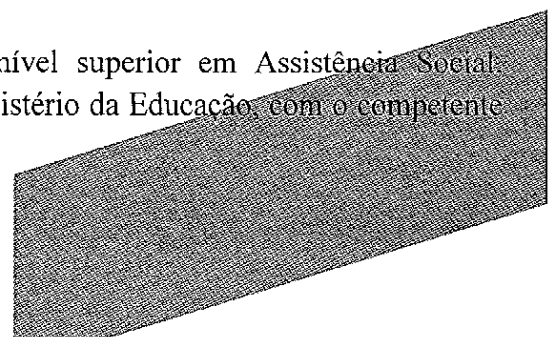 nível superior em Assistência Social,
istério da Educação, com o competente